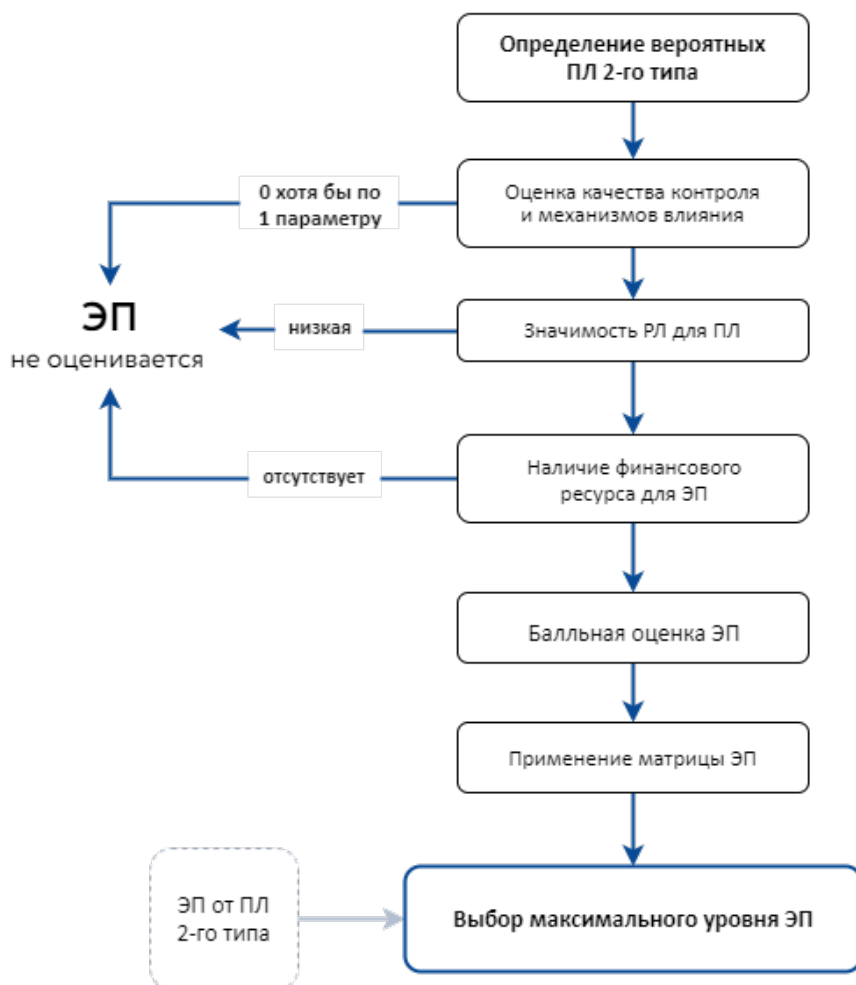 Определение вероятных
ПЛ 2-го типа
0 хотя бы по
1 параметру
Оценка качества контроля
и механизмов влияния
ЭП
не оценивается
низкая
Значимость РЛ для ПЛ
отсутствует
Наличие финансового
ресурса для ЭП
Балльная оценка ЭП
Применение матрицы ЭП
ЭП от ПЛ
2-го типа
Выбор максимального уровня ЭП